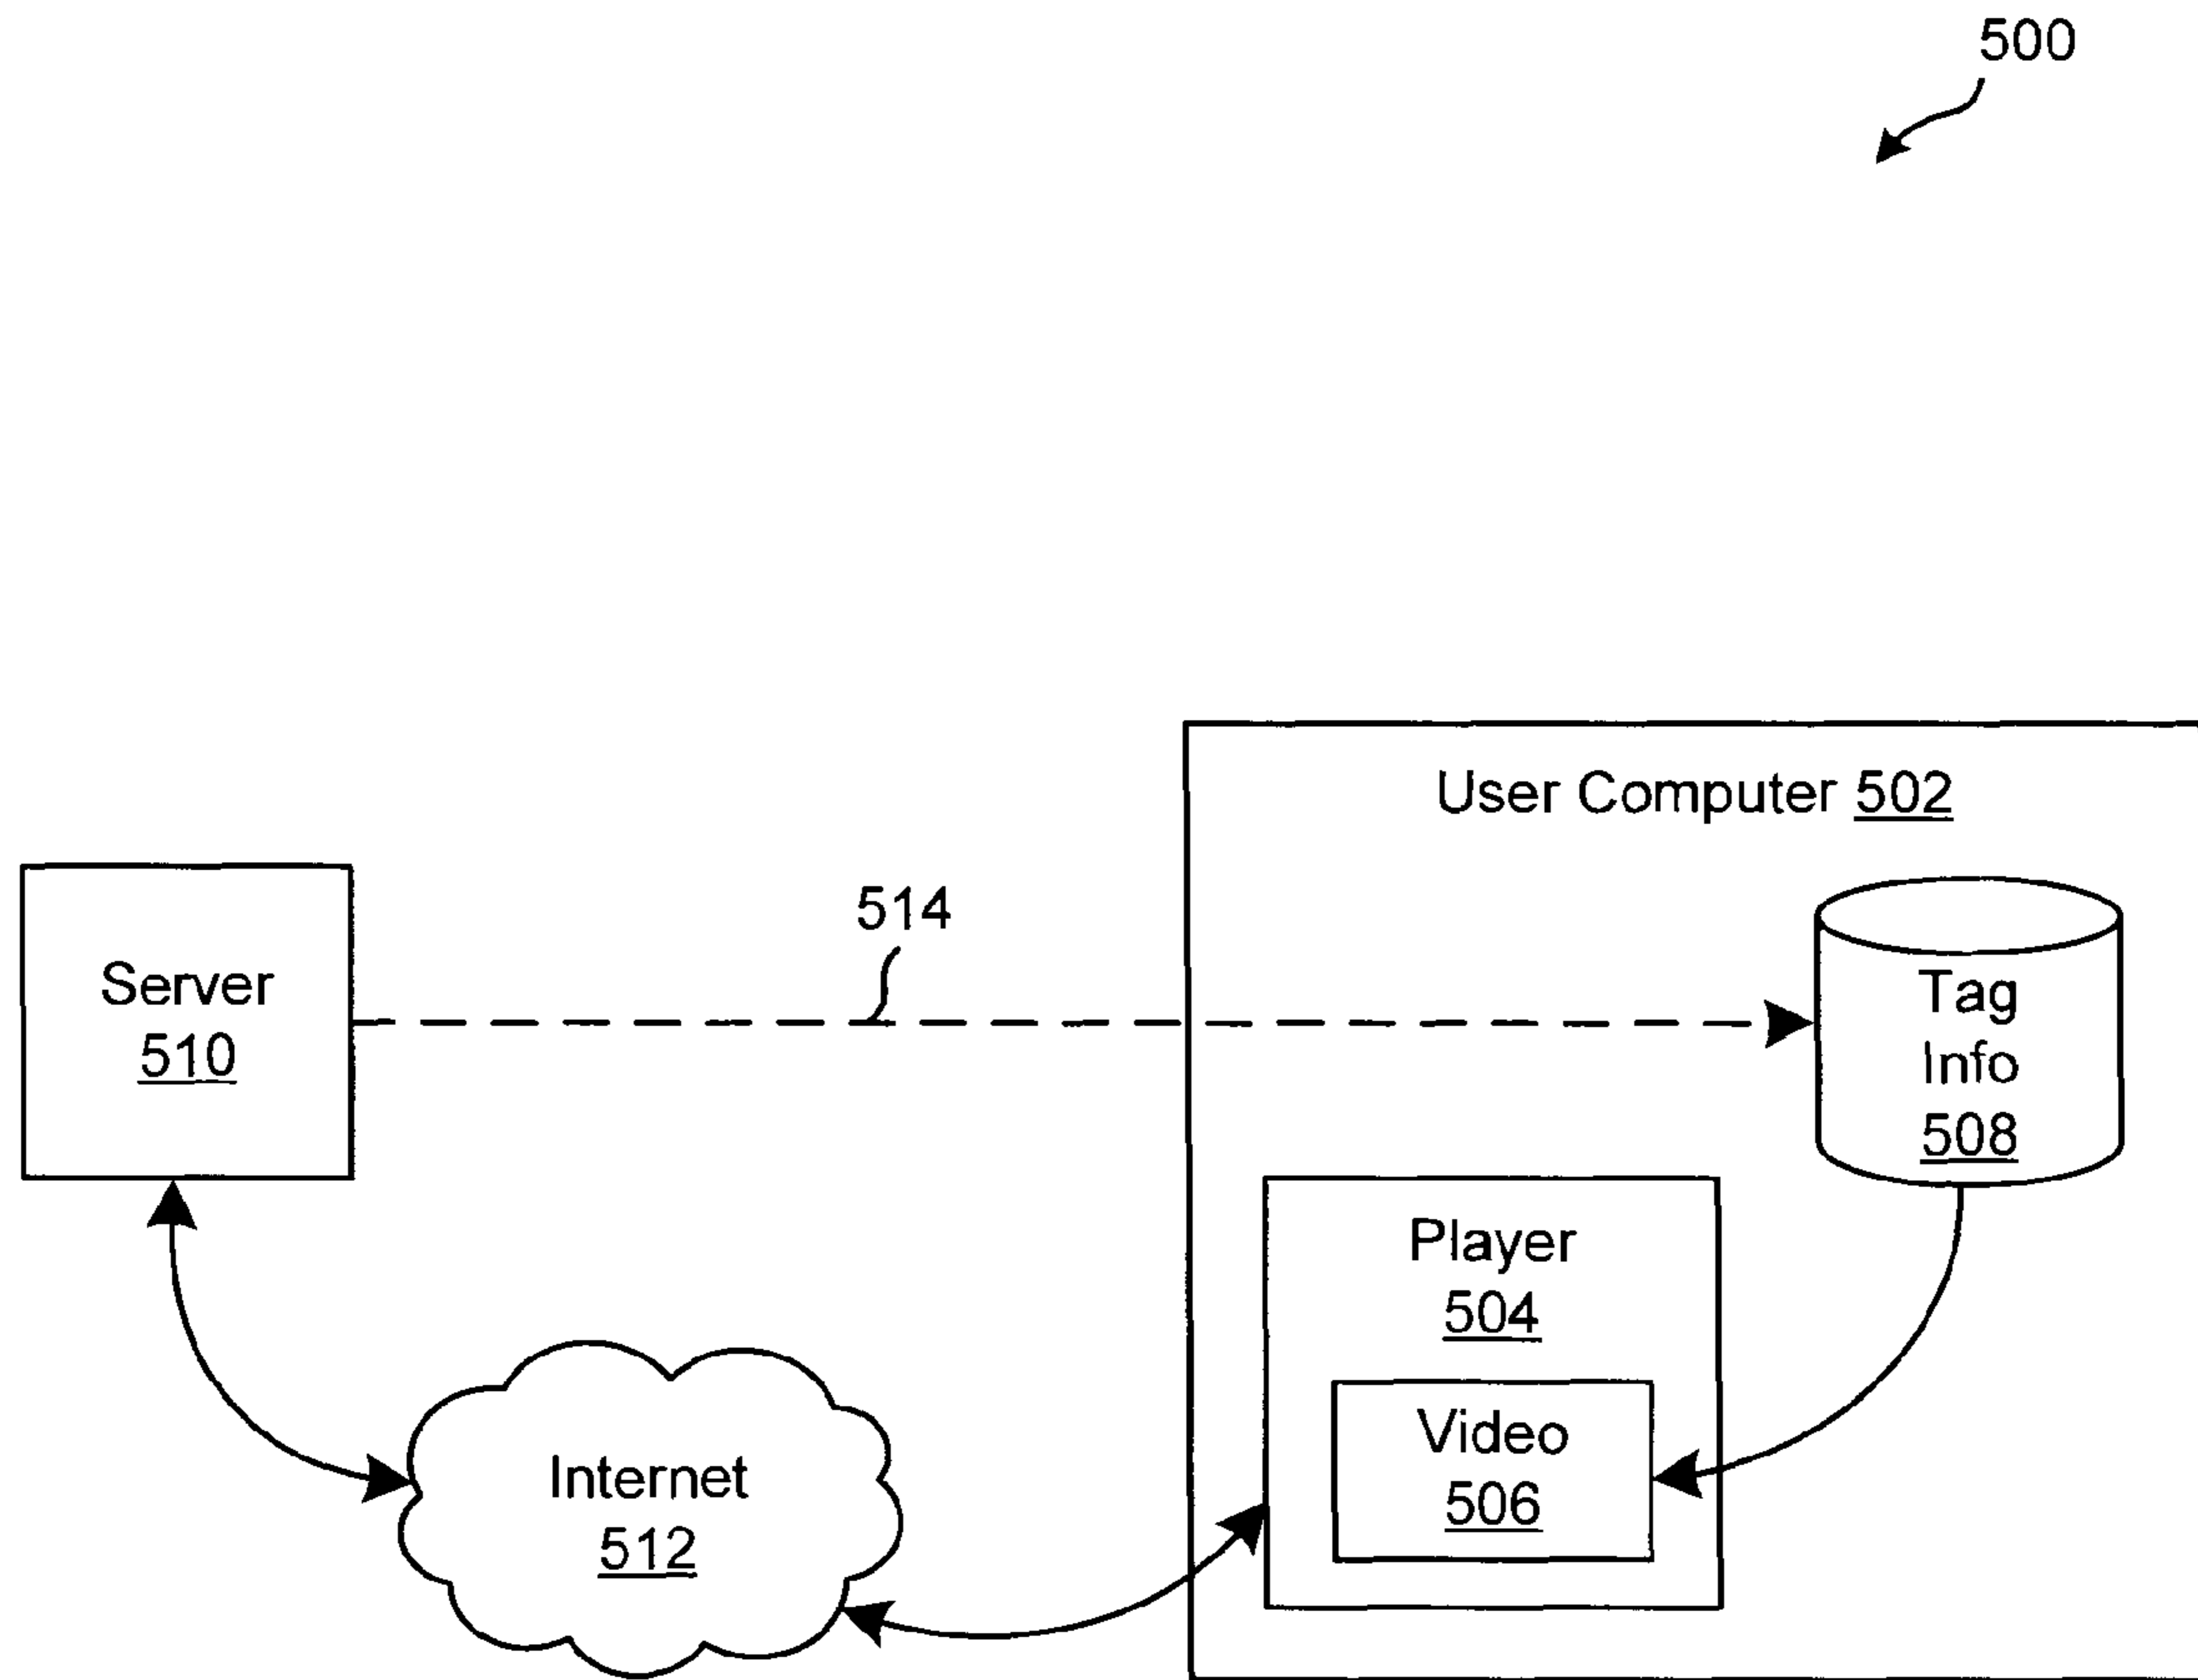 500
User Computer 502
514
Server
510
Tag
Info
508
Player
504
Video
506
Internet
512